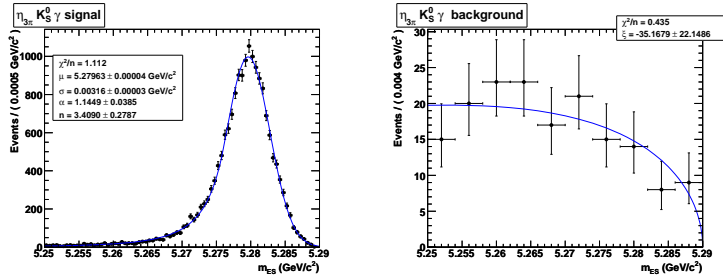 η3π K0S γ signal
χ²/n = 1.112
μ = 5.27963 ± 0.00004 GeV/c²
σ = 0.00316 ± 0.00003 GeV/c²
α = 1.1449 ± 0.0385
n = 3.4090 ± 0.2787
Events / ( 0.0005 GeV/c² )
1000
800
600
400
200
0
5.25 5.255 5.26 5.265 5.27 5.275 5.28 5.285 5.29
mES (GeV/c²)
η3π K0S γ background
χ²/n = 0.435
ξ = -35.1679 ± 22.1486
Events / ( 0.004 GeV/c² )
30
25
20
15
10
5
0
5.25 5.255 5.26 5.265 5.27 5.275 5.28 5.285 5.29
mES (GeV/c²)